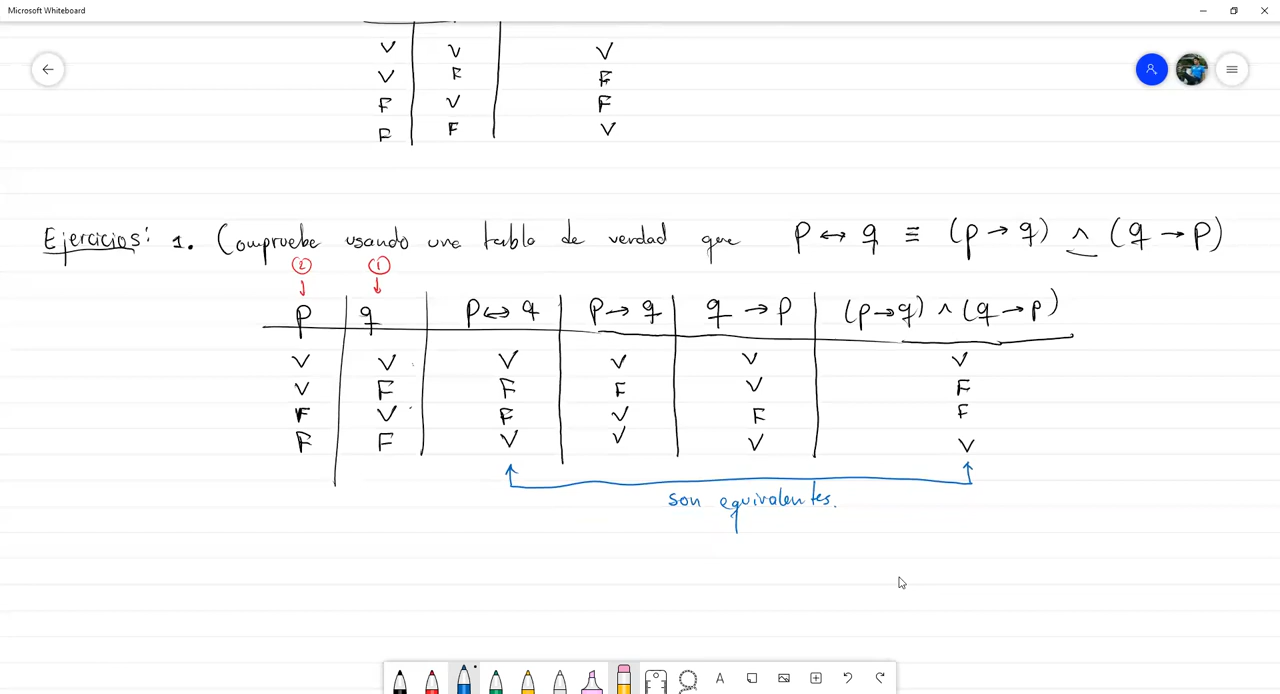 Microsoft Whiteboard
V V V
V F F
F V F
F F V
Ejercicios: 1. Compruebe usando una tabla de verdad que p ↔ q ≡ (p → q) ∧ (q → p)
② ①
p q p ↔ q p → q q → p (p → q) ∧ (q → p)
V V V V V V
V F F F V F
F V F V F F
F F V V V V
son equivalentes.
A